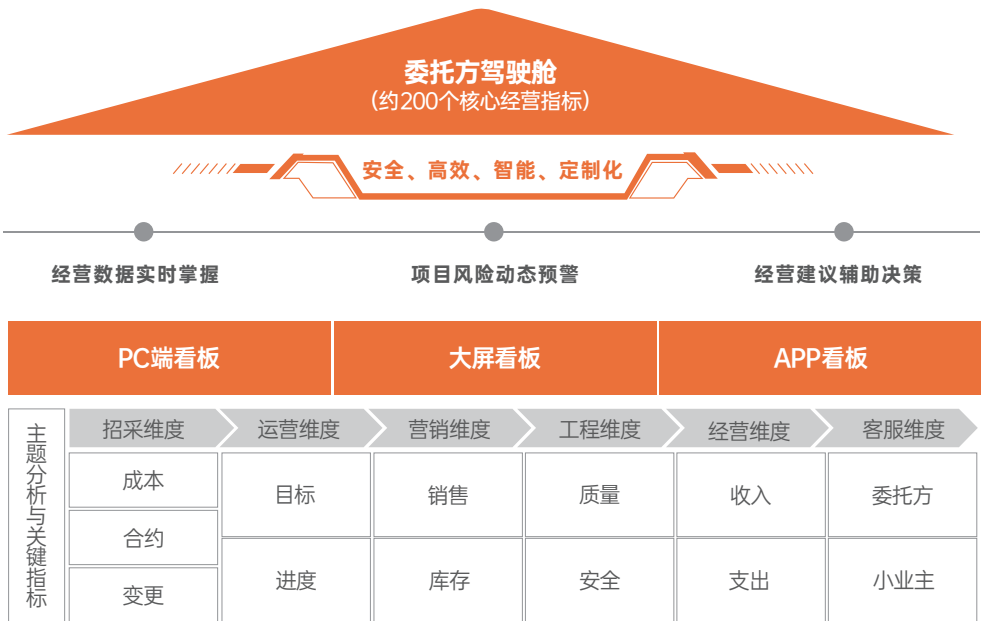 委托方驾驶舱
（约200个核心经营指标）
安全、高效、智能、定制化
经营数据实时掌握
项目风险动态预警
经营建议辅助决策
PC端看板
大屏看板
APP看板
主题分析与关键指标
招采维度
运营维度
营销维度
工程维度
经营维度
客服维度
成本
合约
变更
目标
进度
销售
库存
质量
安全
收入
支出
委托方
小业主